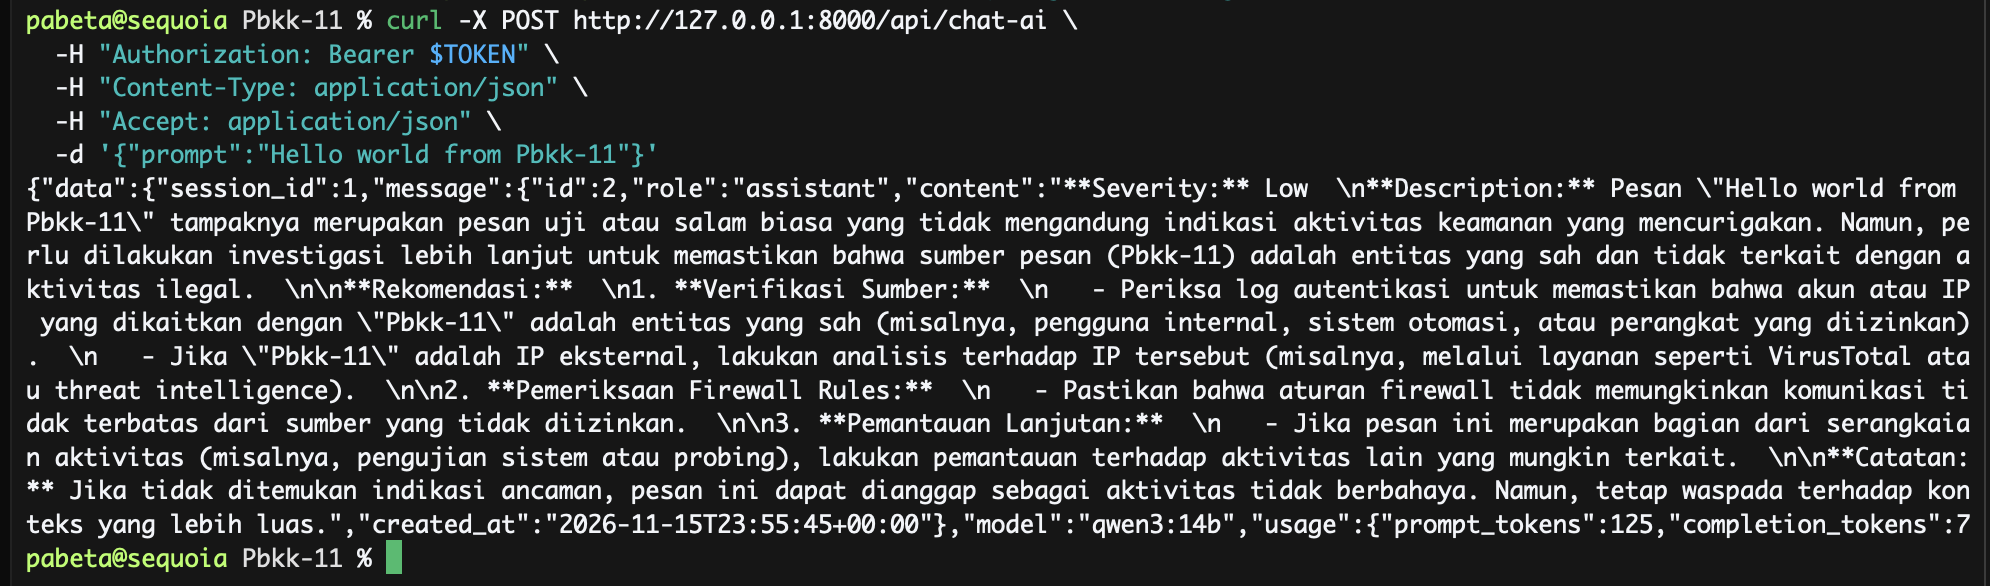 pabeta@sequoia Pbkk-11 % curl -X POST http://127.0.0.1:8000/api/chat-ai \
  -H "Authorization: Bearer $TOKEN" \
  -H "Content-Type: application/json" \
  -H "Accept: application/json" \
  -d '{"prompt":"Hello world from Pbkk-11"}'
{"data":{"session_id":1,"message":{"id":2,"role":"assistant","content":"**Severity:** Low  \n**Description:** Pesan \"Hello world from
Pbkk-11\" tampaknya merupakan pesan uji atau salam biasa yang tidak mengandung indikasi aktivitas keamanan yang mencurigakan. Namun, pe
rlu dilakukan investigasi lebih lanjut untuk memastikan bahwa sumber pesan (Pbkk-11) adalah entitas yang sah dan tidak terkait dengan a
ktivitas ilegal.  \n\n**Rekomendasi:**  \n1. **Verifikasi Sumber:**  \n   - Periksa log autentikasi untuk memastikan bahwa akun atau IP
 yang dikaitkan dengan \"Pbkk-11\" adalah entitas yang sah (misalnya, pengguna internal, sistem otomasi, atau perangkat yang diizinkan)
.  \n   - Jika \"Pbkk-11\" adalah IP eksternal, lakukan analisis terhadap IP tersebut (misalnya, melalui layanan seperti VirusTotal ata
u threat intelligence).  \n\n2. **Pemeriksaan Firewall Rules:**  \n   - Pastikan bahwa aturan firewall tidak memungkinkan komunikasi ti
dak terbatas dari sumber yang tidak diizinkan.  \n\n3. **Pemantauan Lanjutan:**  \n   - Jika pesan ini merupakan bagian dari serangkaia
n aktivitas (misalnya, pengujian sistem atau probing), lakukan pemantauan terhadap aktivitas lain yang mungkin terkait.  \n\n**Catatan:
** Jika tidak ditemukan indikasi ancaman, pesan ini dapat dianggap sebagai aktivitas tidak berbahaya. Namun, tetap waspada terhadap kon
teks yang lebih luas.","created_at":"2026-11-15T23:55:45+00:00"},"model":"qwen3:14b","usage":{"prompt_tokens":125,"completion_tokens":7
pabeta@sequoia Pbkk-11 %